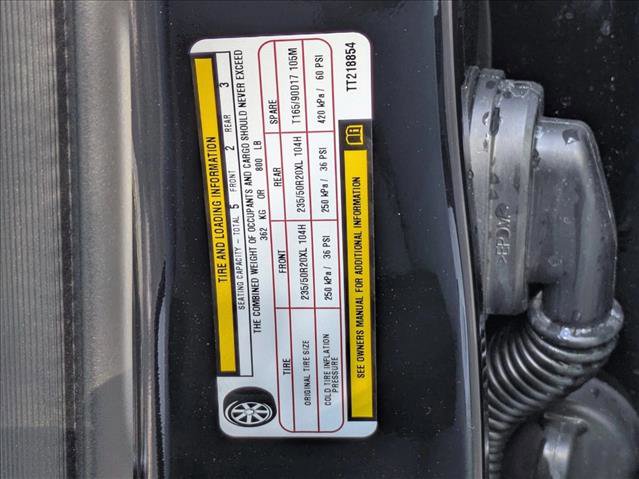 TIRE AND LOADING INFORMATION
SEATING CAPACITY - TOTAL 5 FRONT 2 REAR 3
THE COMBINED WEIGHT OF OCCUPANTS AND CARGO SHOULD NEVER EXCEED
362 KG OR 800 LB
TIRE FRONT REAR SPARE
ORIGINAL TIRE SIZE 235/50R20XL 104H 235/50R20XL 104H T165/90D17 105M
COLD TIRE INFLATION PRESSURE 250 kPa / 36 PSI 250 kPa / 36 PSI 420 kPa / 60 PSI
SEE OWNERS MANUAL FOR ADDITIONAL INFORMATION
TT218854